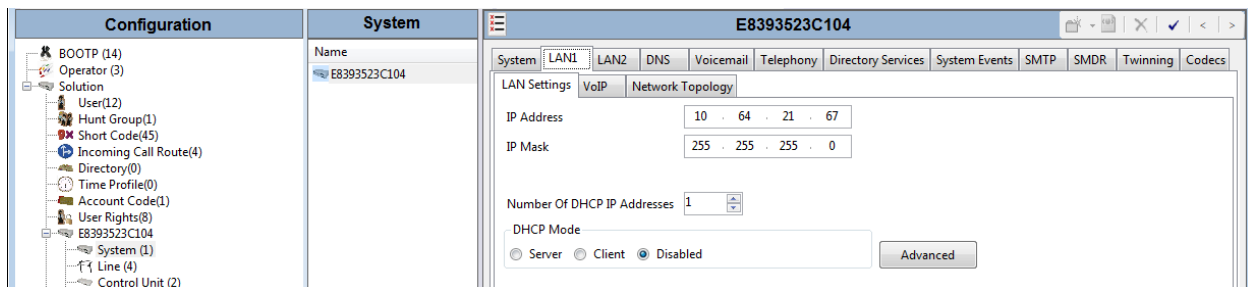 Configuration
BOOTP (14)
Operator (3)
Solution
User(12)
Hunt Group(1)
Short Code(45)
Incoming Call Route(4)
Directory(0)
Time Profile(0)
Account Code(1)
User Rights(8)
E8393523C104
System (1)
Line (4)
Control Unit (2)
System
Name
E8393523C104
E8393523C104
System LAN1 LAN2 DNS Voicemail Telephony Directory Services System Events SMTP SMDR Twinning Codecs
LAN Settings VoIP Network Topology
IP Address 10 . 64 . 21 . 67
IP Mask 255 . 255 . 255 . 0
Number Of DHCP IP Addresses 1
DHCP Mode
Server Client Disabled Advanced